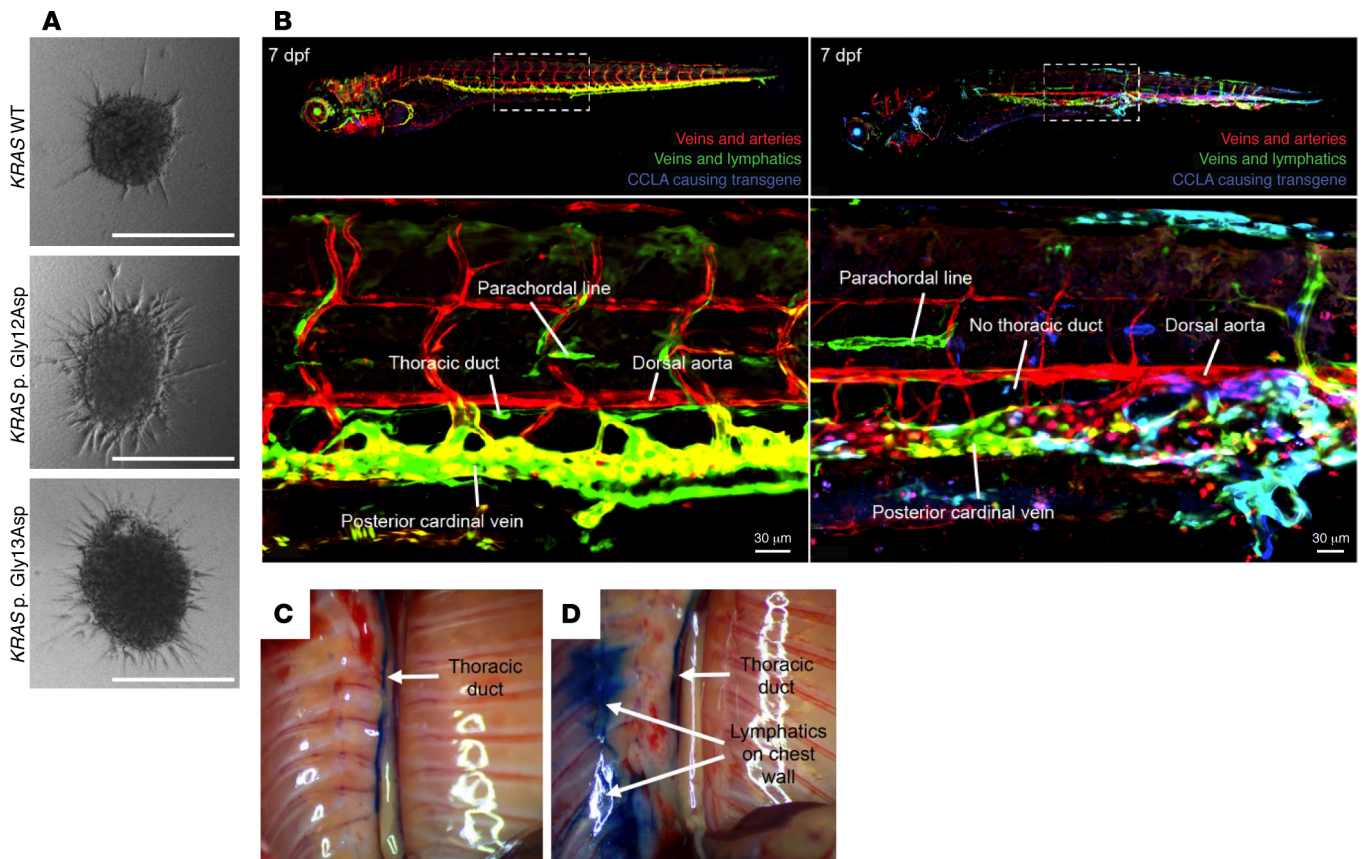 A
KRAS WT
KRAS p. Gly12Asp
KRAS p. Gly13Asp
B
7 dpf
Veins and arteries
Veins and lymphatics
CCLA causing transgene
7 dpf
Veins and arteries
Veins and lymphatics
CCLA causing transgene
Parachordal line
Thoracic duct
Dorsal aorta
Posterior cardinal vein
30 μm
Parachordal line
No thoracic duct
Dorsal aorta
Posterior cardinal vein
30 μm
C
Thoracic
duct
D
Thoracic
duct
Lymphatics
on chest
wall